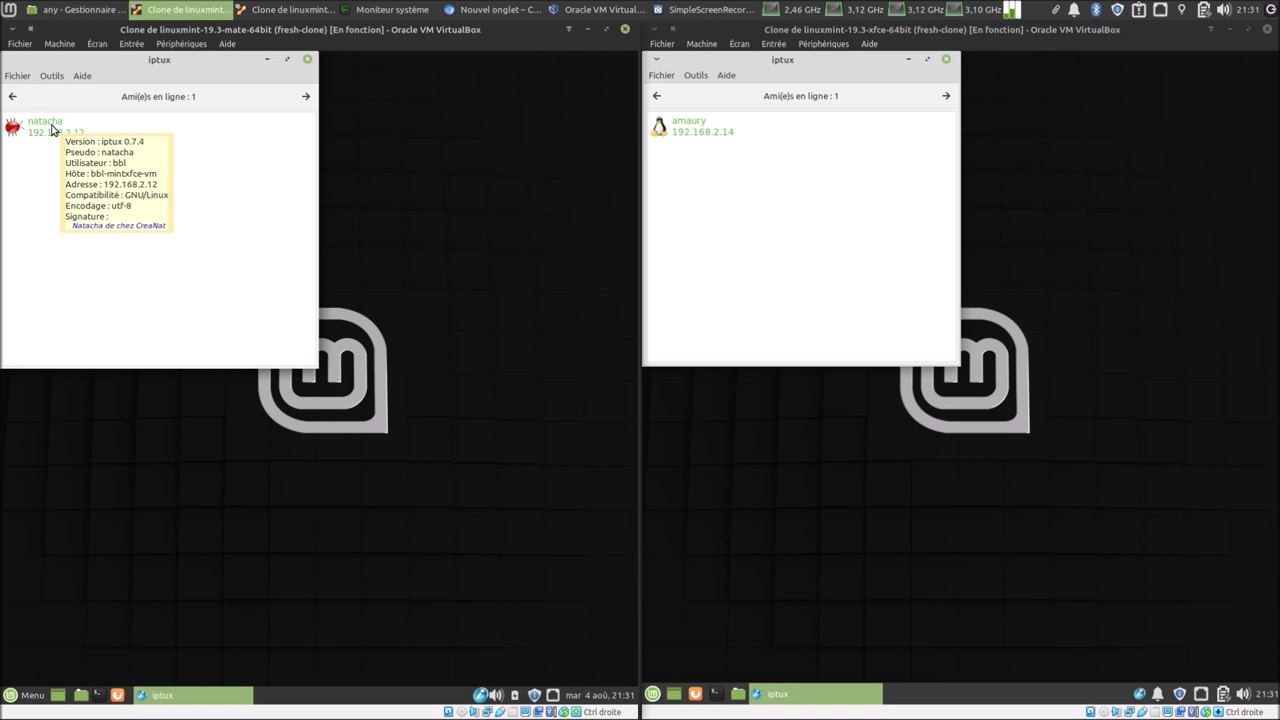 any - Gestionnaire ...
Clone de linuxmint...
Clone de linuxmint...
Moniteur système
Nouvel onglet – C...
Oracle VM Virtual...
SimpleScreenRecor...
2,46 GHz
3,12 GHz
3,12 GHz
3,10 GHz
21:31
Clone de linuxmint-19.3-mate-64bit (fresh-clone) [En fonction] - Oracle VM VirtualBox
Fichier Machine Écran Entrée Périphériques Aide
iptux
Fichier Outils Aide
Ami(e)s en ligne : 1
natacha
192.168.2.12
Version : iptux 0.7.4
Pseudo : natacha
Utilisateur : bbl
Hôte : bbl-mintxfce-vm
Adresse : 192.168.2.12
Compatibilité : GNU/Linux
Encodage : utf-8
Signature :
Natacha de chez CreaNat
Menu
iptux
mar 4 aoû, 21:31
Ctrl droite
Clone de linuxmint-19.3-xfce-64bit (fresh-clone) [En fonction] - Oracle VM VirtualBox
Fichier Machine Écran Entrée Périphériques Aide
iptux
Fichier Outils Aide
Ami(e)s en ligne : 1
amaury
192.168.2.14
iptux
21:31
Ctrl droite